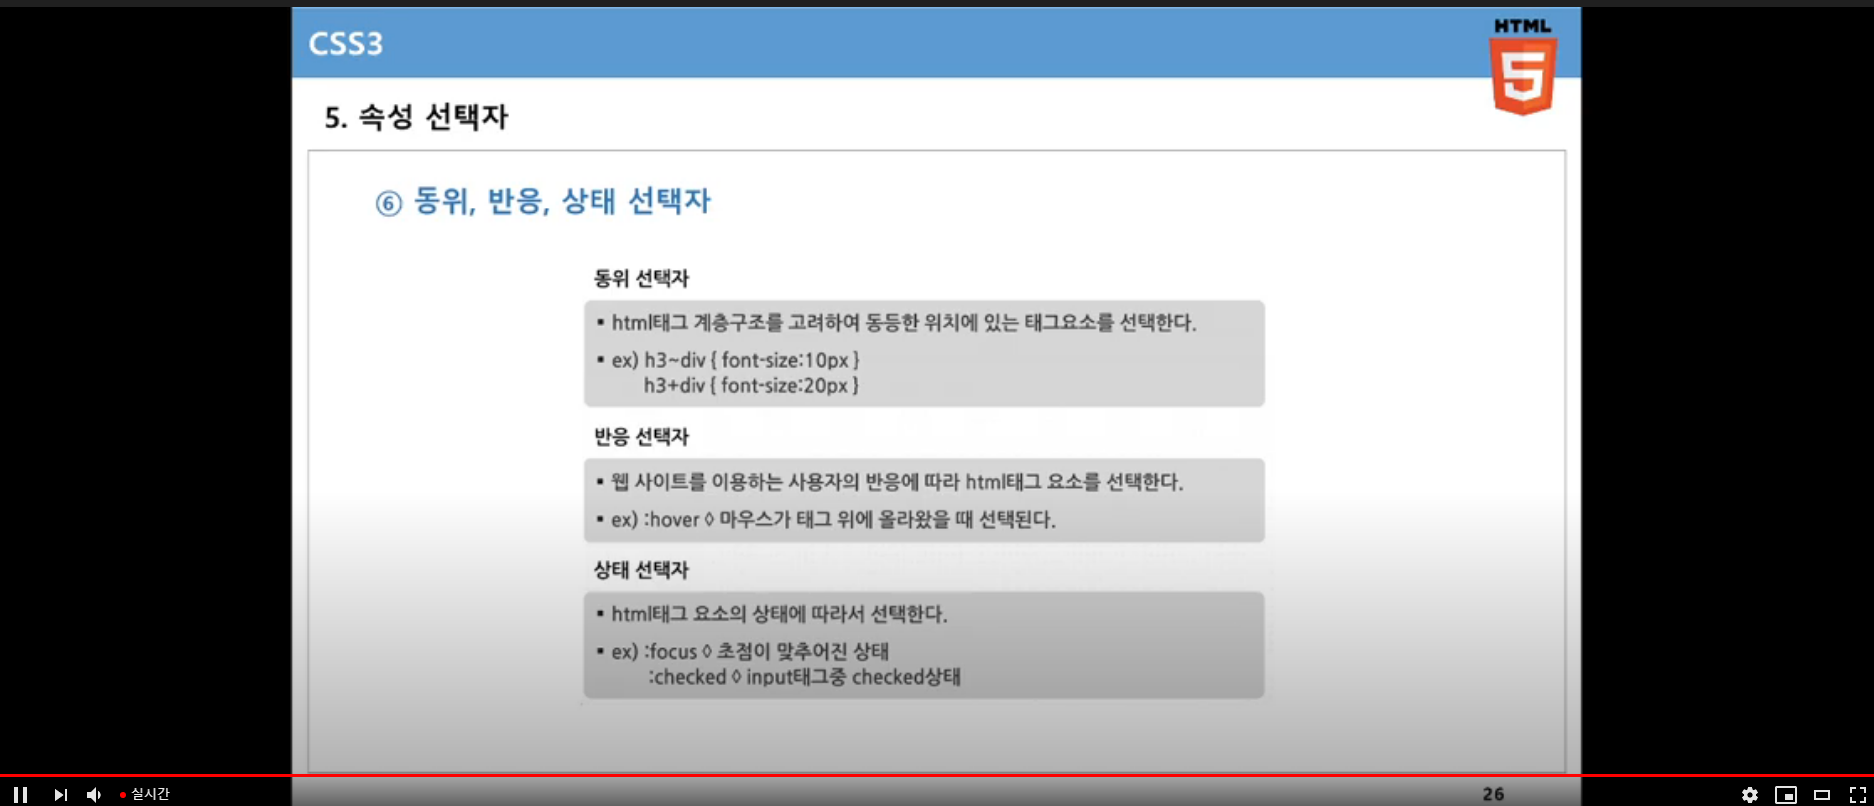 CSS3
HTML
5
5. 속성 선택자
⑥ 동위, 반응, 상태 선택자
동위 선택자
▪ html태그 계층구조를 고려하여 동등한 위치에 있는 태그요소를 선택한다.
▪ ex) h3~div { font-size:10px }
h3+div { font-size:20px }
반응 선택자
▪ 웹 사이트를 이용하는 사용자의 반응에 따라 html태그 요소를 선택한다.
▪ ex) :hover ◊ 마우스가 태그 위에 올라왔을 때 선택된다.
상태 선택자
▪ html태그 요소의 상태에 따라서 선택한다.
▪ ex) :focus ◊ 초점이 맞추어진 상태
:checked ◊ input태그중 checked상태
실시간
26